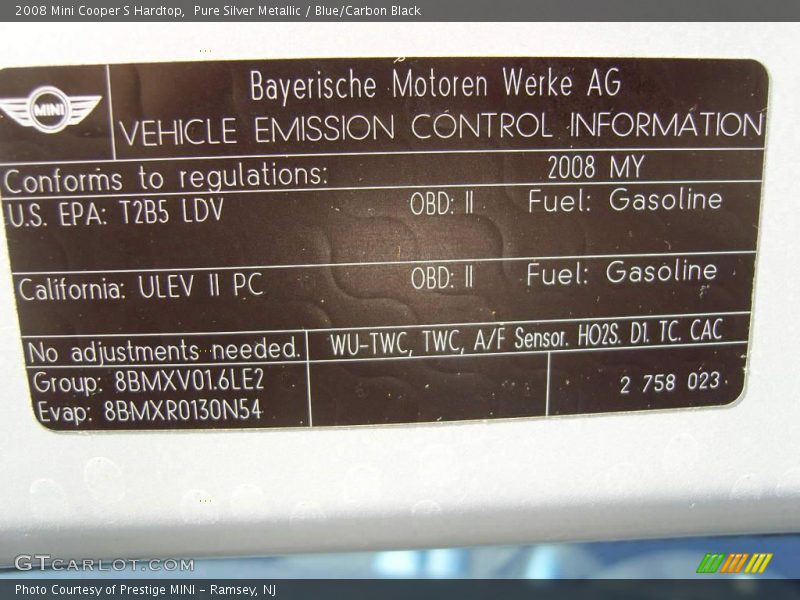 2008 Mini Cooper S Hardtop,  Pure Silver Metallic / Blue/Carbon Black
MINI
Bayerische Motoren Werke AG
VEHICLE EMISSION CONTROL INFORMATION
Conforms to regulations: 2008 MY
U.S. EPA: T2B5 LDV OBD: II Fuel: Gasoline
California: ULEV II PC OBD: II Fuel: Gasoline
No adjustments needed. WU-TWC, TWC, A/F Sensor. HO2S. DI. TC. CAC
Group: 8BMXV01.6LE2
Evap: 8BMXR0130N54
2 758 023
GTCARLOT.COM
Photo Courtesy of Prestige MINI - Ramsey, NJ